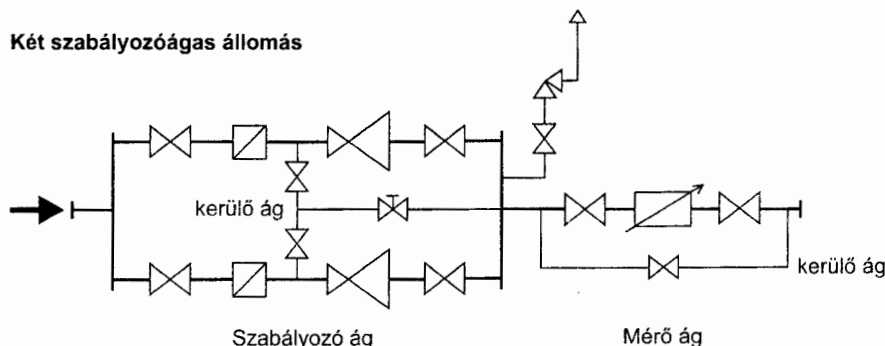 Két szabályozóágas állomás
kerülő ág
kerülő ág
Szabályozó ág
Mérő ág